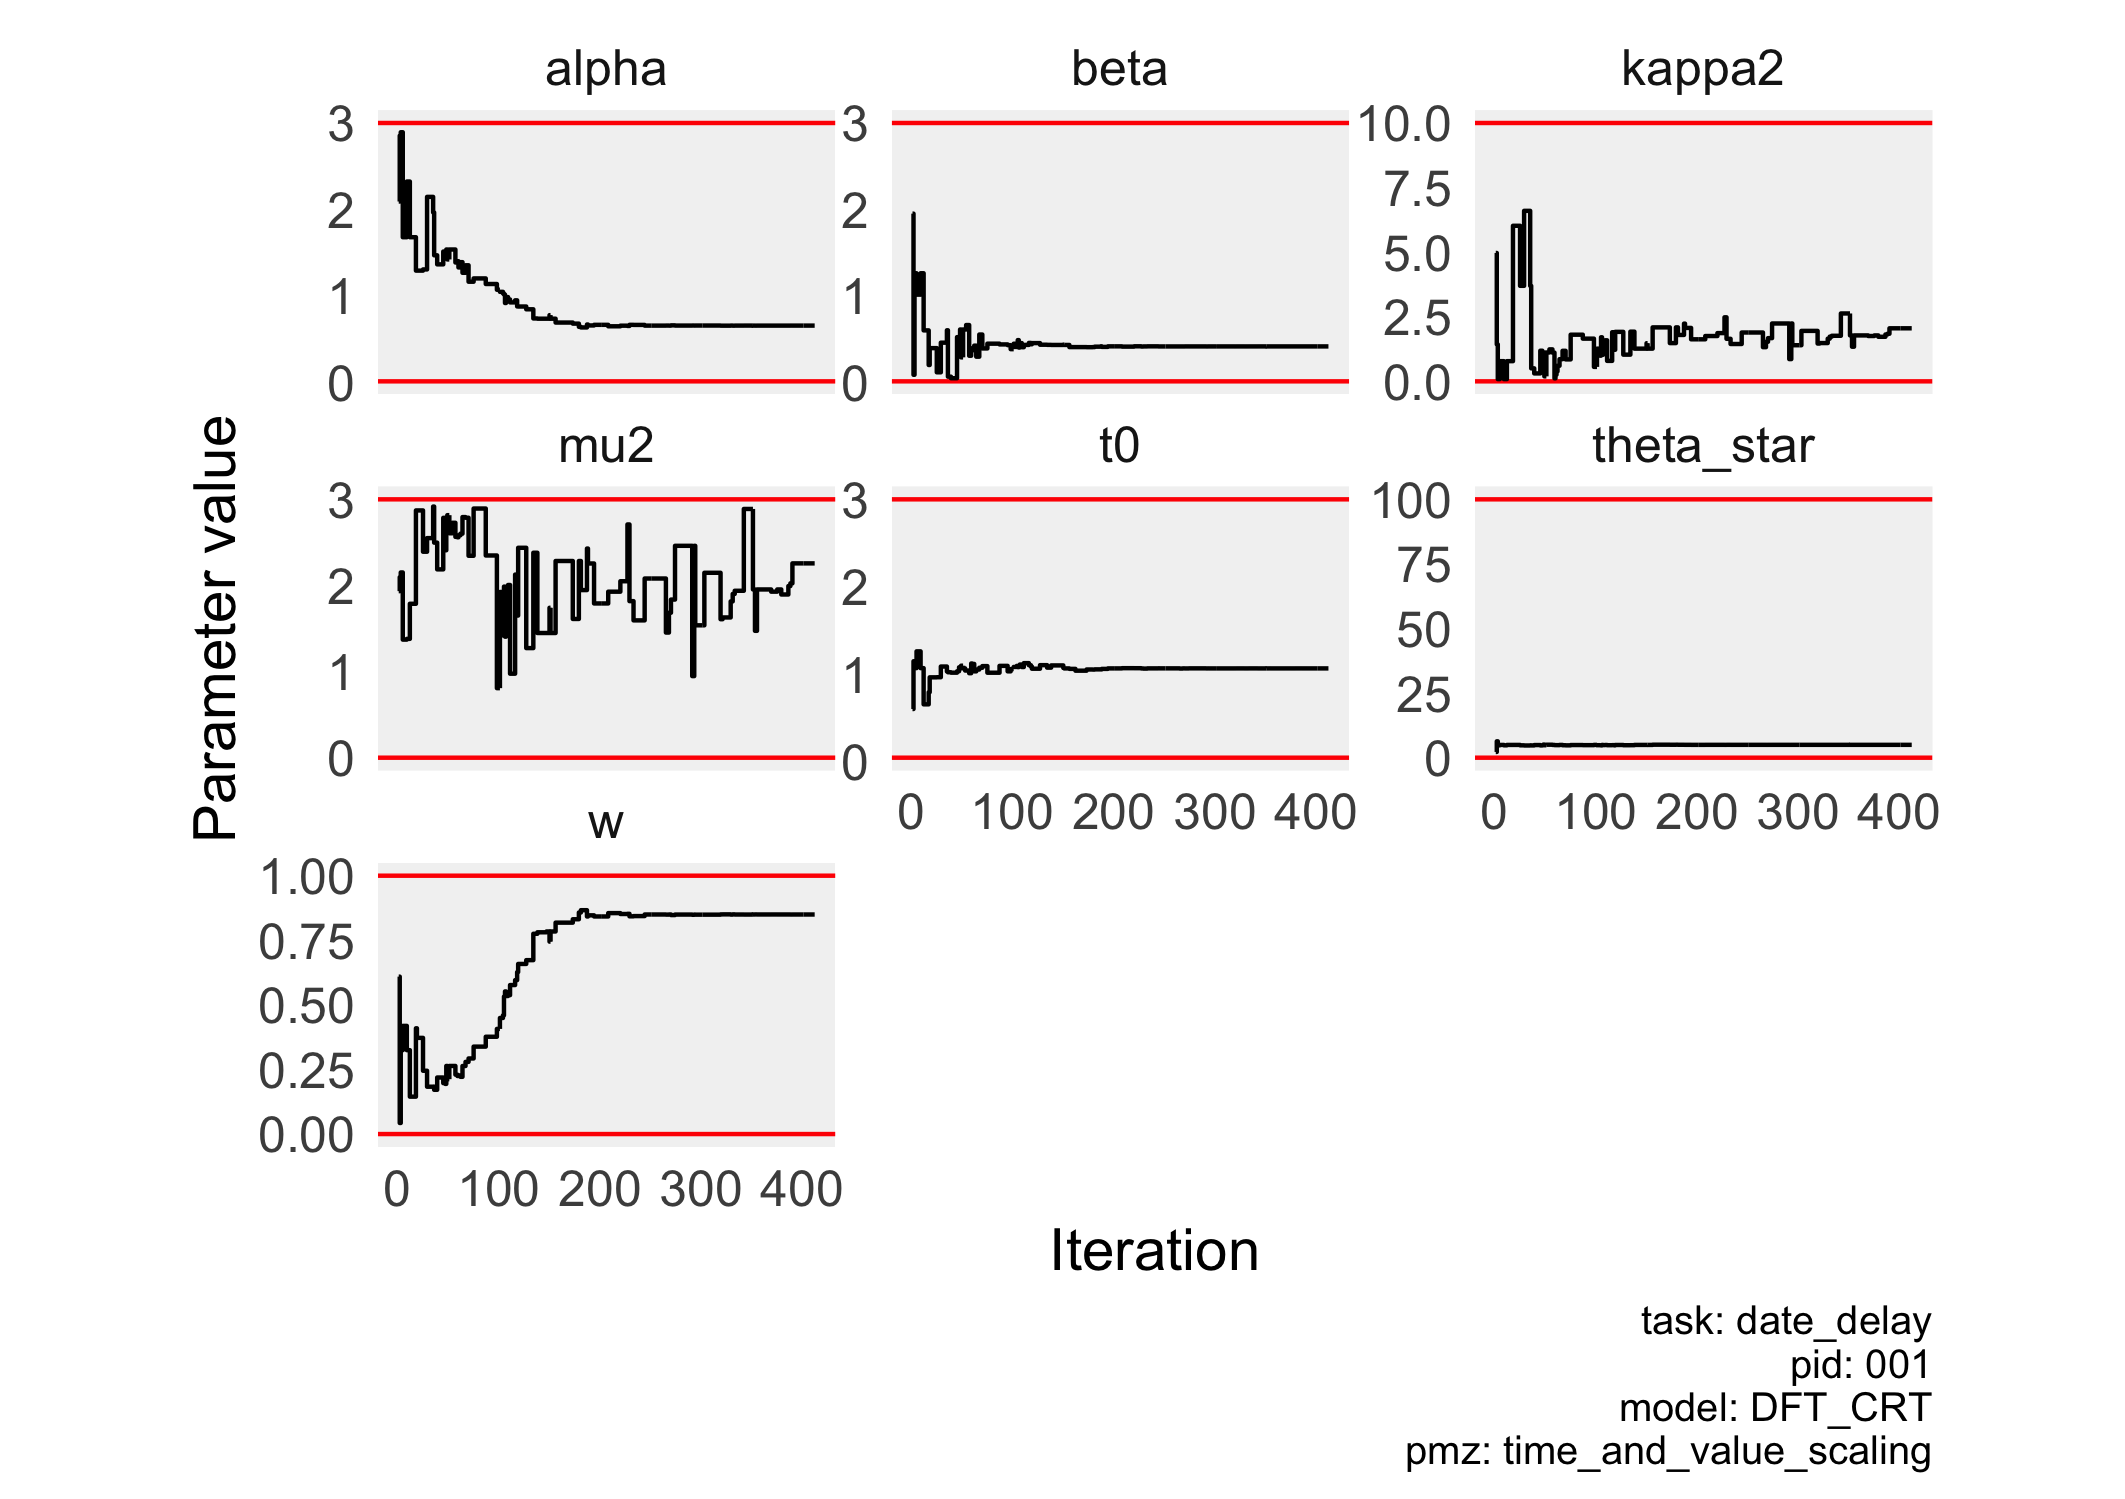 alpha
beta
kappa2
3
2
1
0
3
2
1
0
10.0
7.5
5.0
2.5
0.0
mu2
t0
theta_star
3
2
1
0
3
2
1
0
100
75
50
25
0
0 100 200 300 400
0 100 200 300 400
w
1.00
0.75
0.50
0.25
0.00
0 100 200 300 400
Parameter value
Iteration
task: date_delay
pid: 001
model: DFT_CRT
pmz: time_and_value_scaling